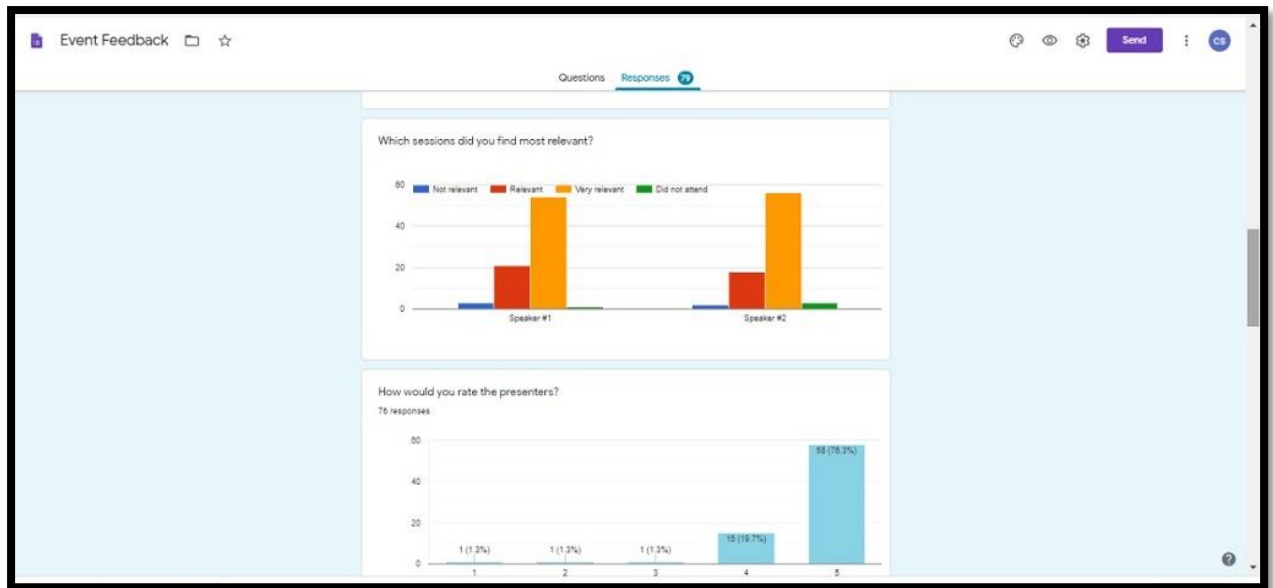 Event Feedback
Send
CS
Questions Responses 79
Which sessions did you find most relevant?
60 Not relevant Relevant Very relevant Did not attend
40
20
0
Speaker #1 Speaker #2
How would you rate the presenters?
76 responses
60
58 (76.3%)
40
20
15 (19.7%)
1 (1.3%) 1 (1.3%) 1 (1.3%)
0
1 2 3 4 5